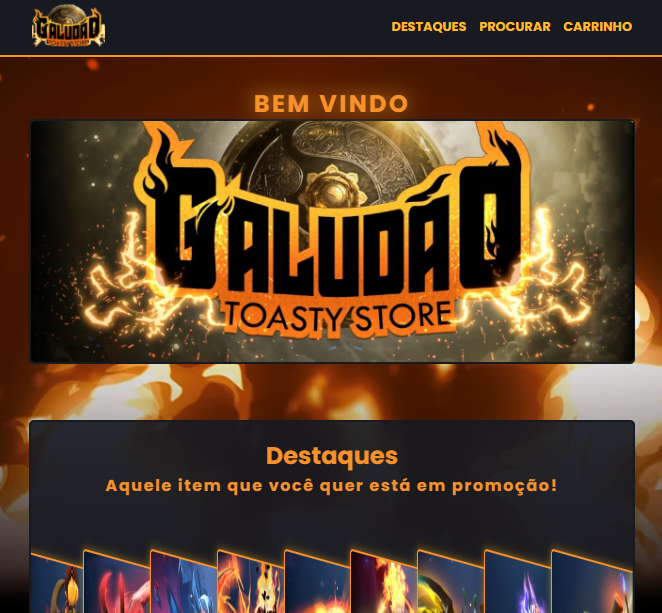 GALUDÃO
TOASTY STORE
DESTAQUES PROCURAR CARRINHO
BEM VINDO
GALUDÃO
TOASTY STORE
Destaques
Aquele item que você quer está em promoção!